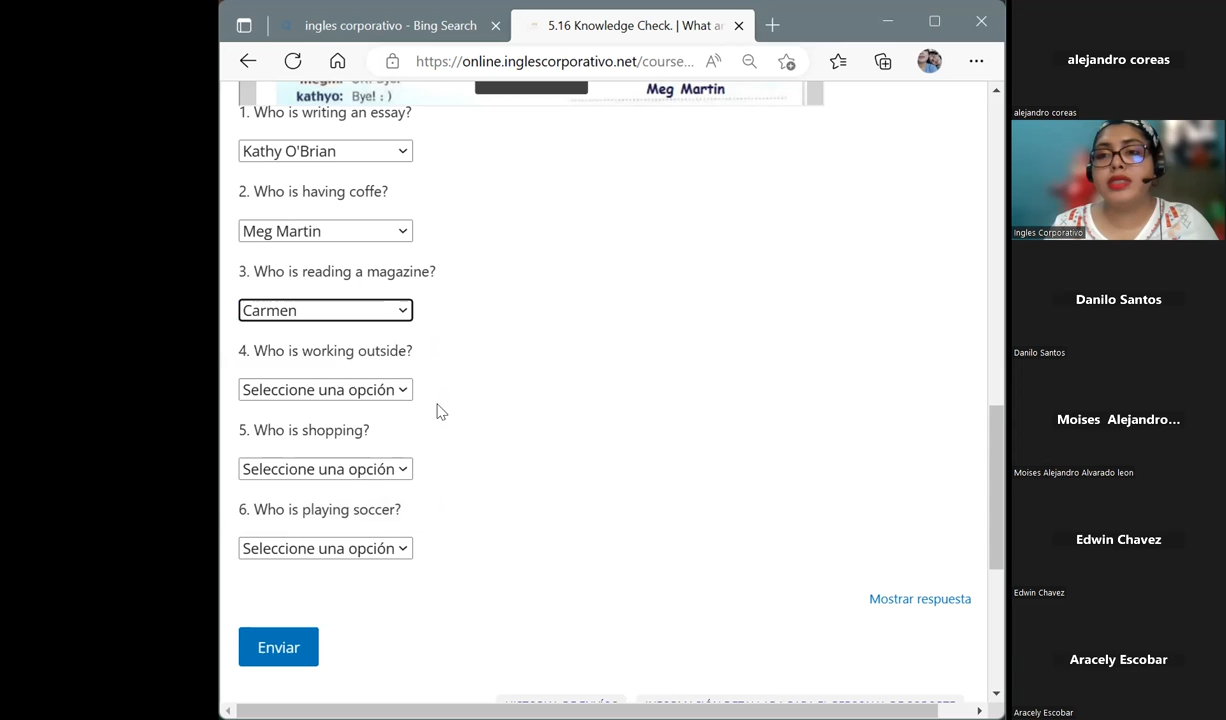 ingles corporativo - Bing Search
5.16 Knowledge Check. | What ar
https://online.inglescorporativo.net/course...
kathyo: Bye! :)
Meg Martin
1. Who is writing an essay?
Kathy O'Brian
2. Who is having coffe?
Meg Martin
3. Who is reading a magazine?
Carmen
4. Who is working outside?
Seleccione una opción
5. Who is shopping?
Seleccione una opción
6. Who is playing soccer?
Seleccione una opción
Mostrar respuesta
Enviar
alejandro coreas
alejandro coreas
Ingles Corporativo
Danilo Santos
Danilo Santos
Moises Alejandro...
Moises Alejandro Alvarado leon
Edwin Chavez
Edwin Chavez
Aracely Escobar
Aracely Escobar